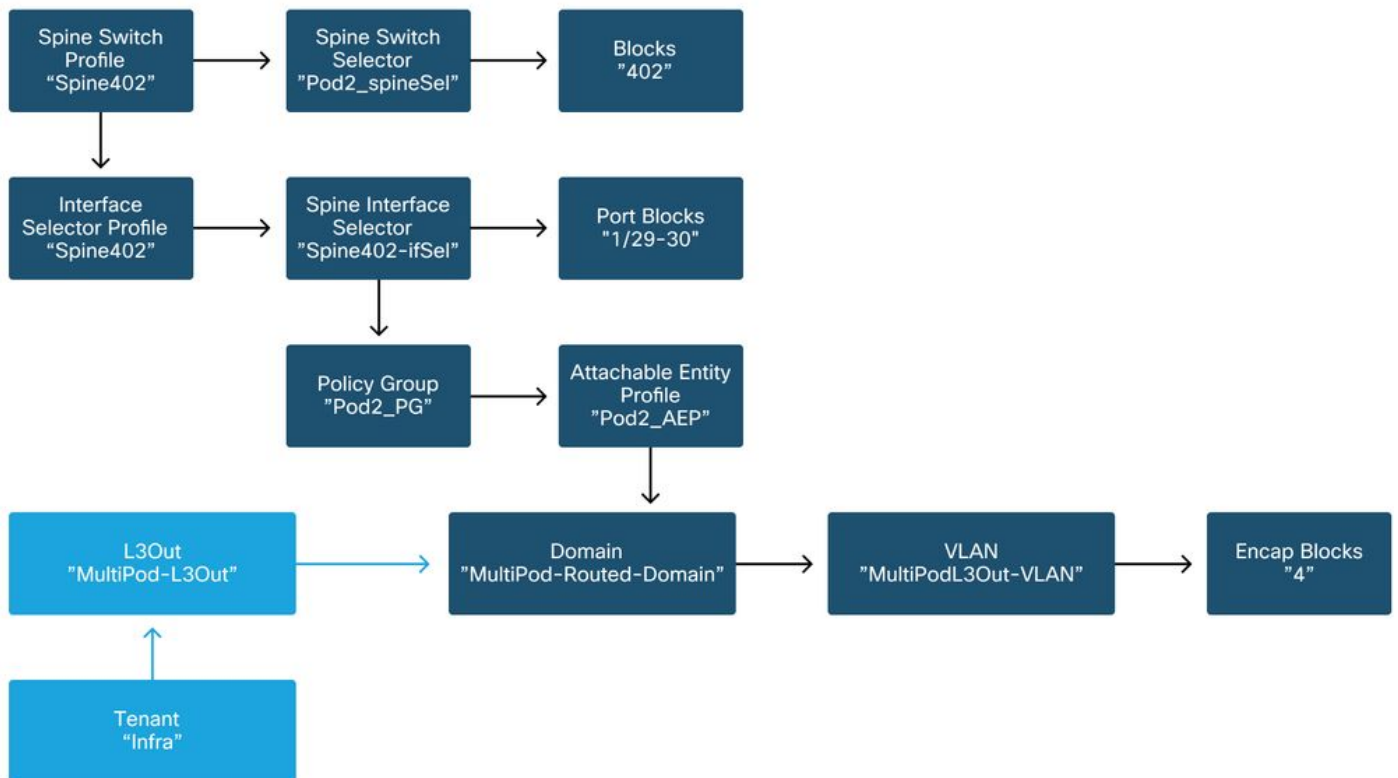 Spine Switch
Profile
“Spine402”
Spine Switch
Selector
”Pod2_spineSel”
Blocks
”402”
Interface
Selector Profile
“Spine402”
Spine Interface
Selector
”Spine402-ifSel”
Port Blocks
"1/29-30"
Policy Group
”Pod2_PG”
Attachable Entity
Profile
”Pod2_AEP”
L3Out
”MultiPod-L3Out”
Domain
”MultiPod-Routed-Domain”
VLAN
”MultiPodL3Out-VLAN”
Encap Blocks
”4”
Tenant
“Infra”